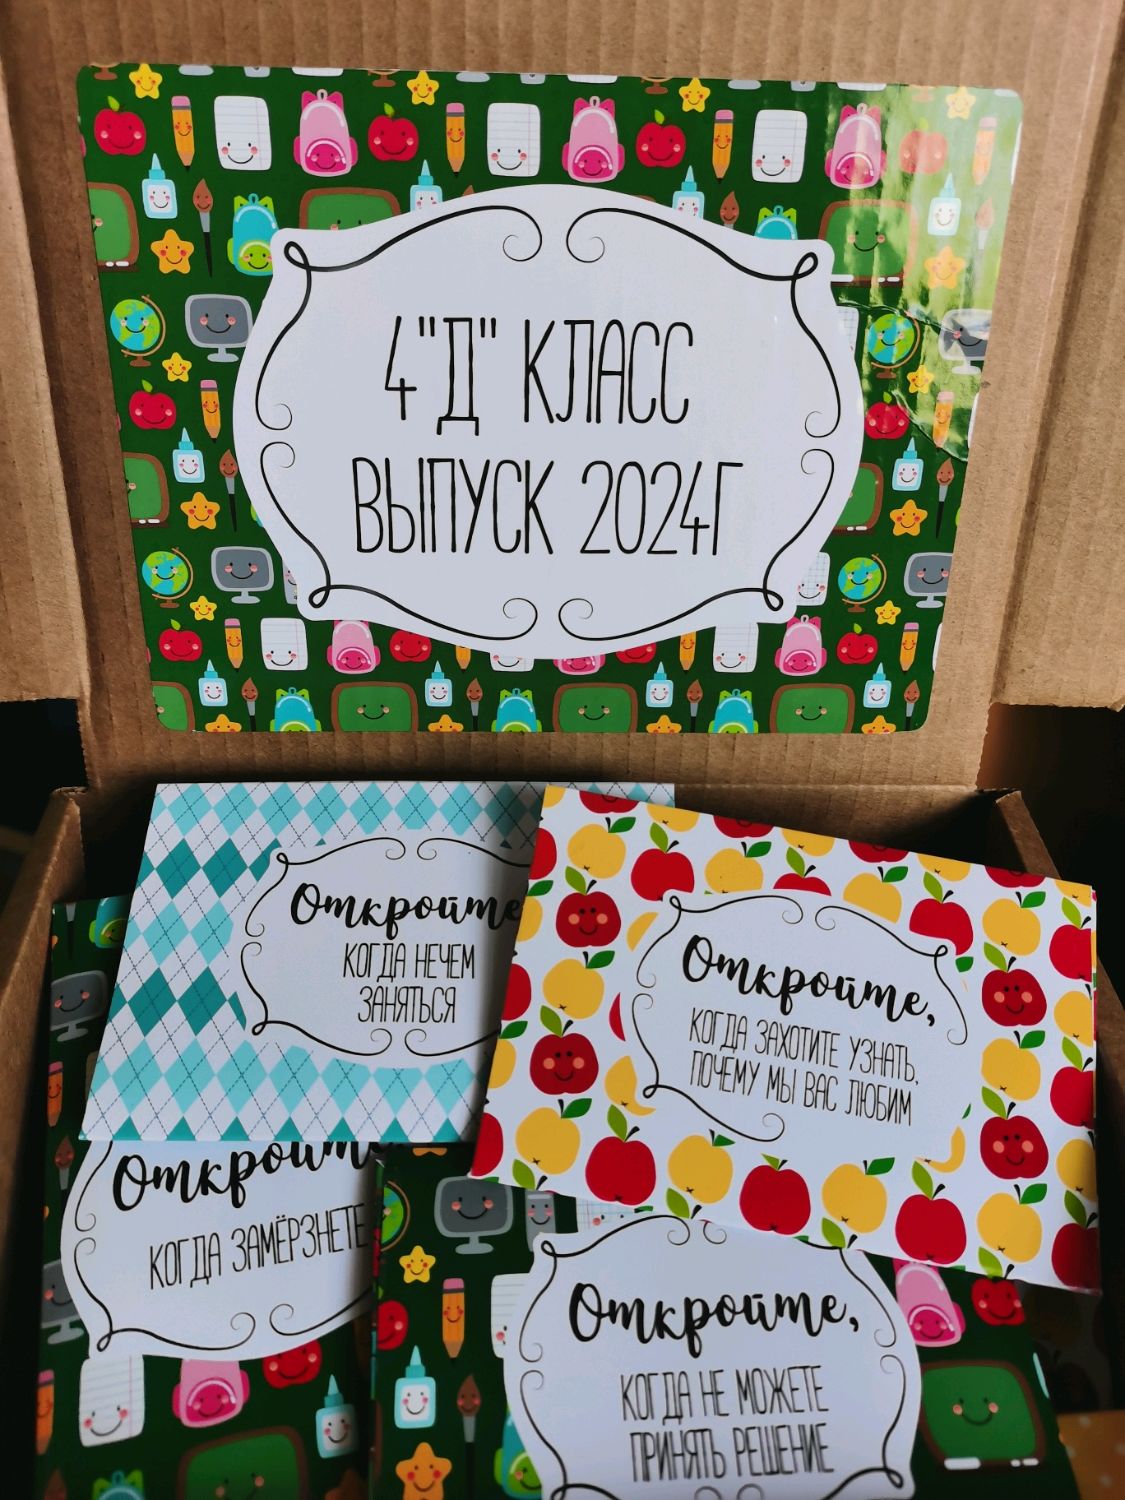 4"Д" КЛАСС
ВЫПУСК 2024Г
Откройте
КОГДА НЕЧЕМ
ЗАНЯТЬСЯ
Откройте,
КОГДА ЗАХОТИТЕ УЗНАТЬ,
ПОЧЕМУ МЫ ВАС ЛЮБИМ
Откройте
КОГДА ЗАМЁРЗНЕТЕ
Откройте,
КОГДА НЕ МОЖЕТЕ
ПРИНЯТЬ РЕШЕНИЕ